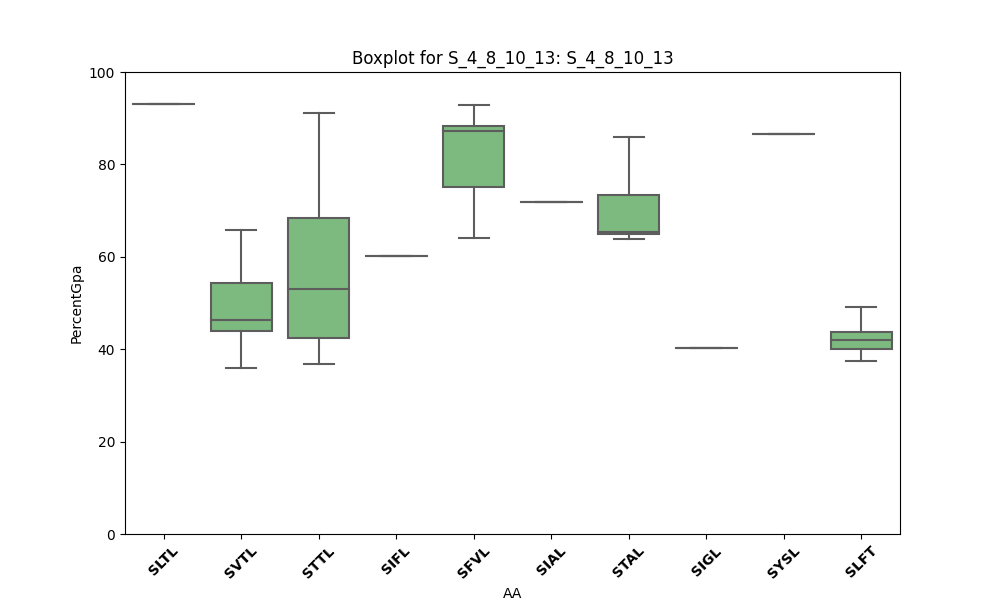 Boxplot for S_4_8_10_13: S_4_8_10_13
100
80
60
40
20
0
PercentGpa
SLTL
SVTL
STTL
SIFL
SFVL
SIAL
STAL
SIGL
SYSL
SLFT
AA